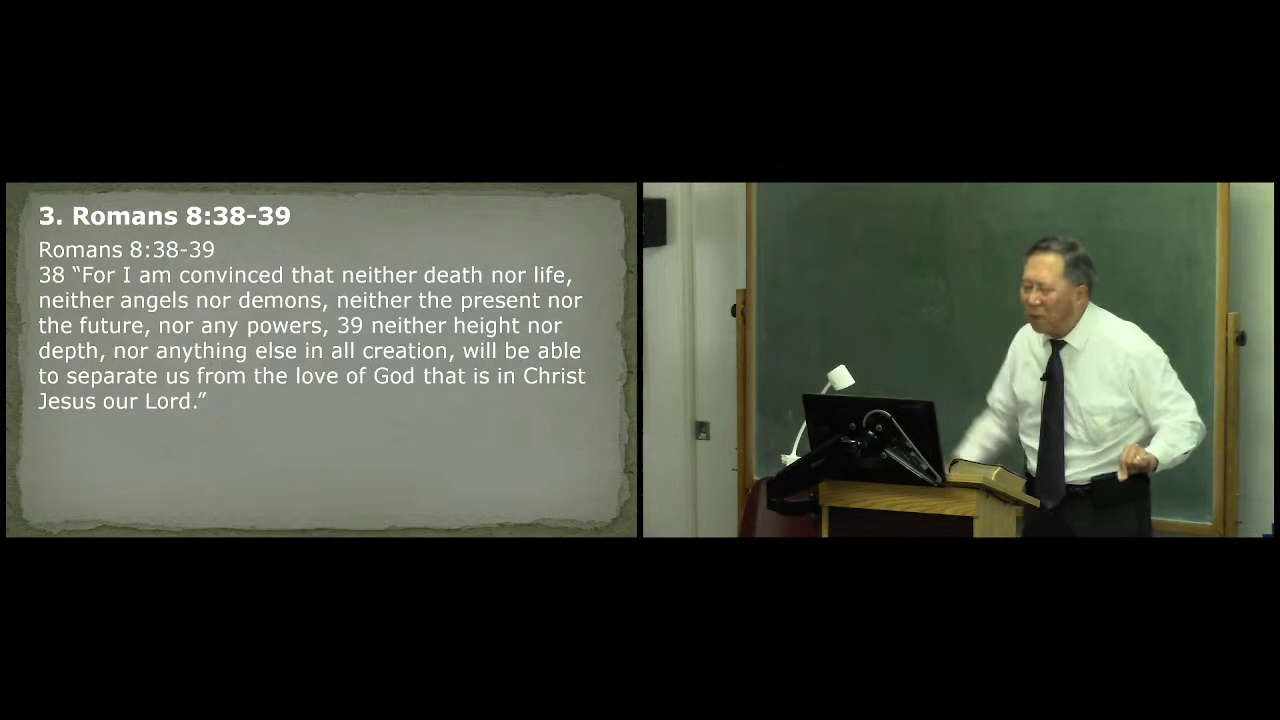 3. Romans 8:38-39
Romans 8:38-39
38 “For I am convinced that neither death nor life,
neither angels nor demons, neither the present nor
the future, nor any powers, 39 neither height nor
depth, nor anything else in all creation, will be able
to separate us from the love of God that is in Christ
Jesus our Lord.”